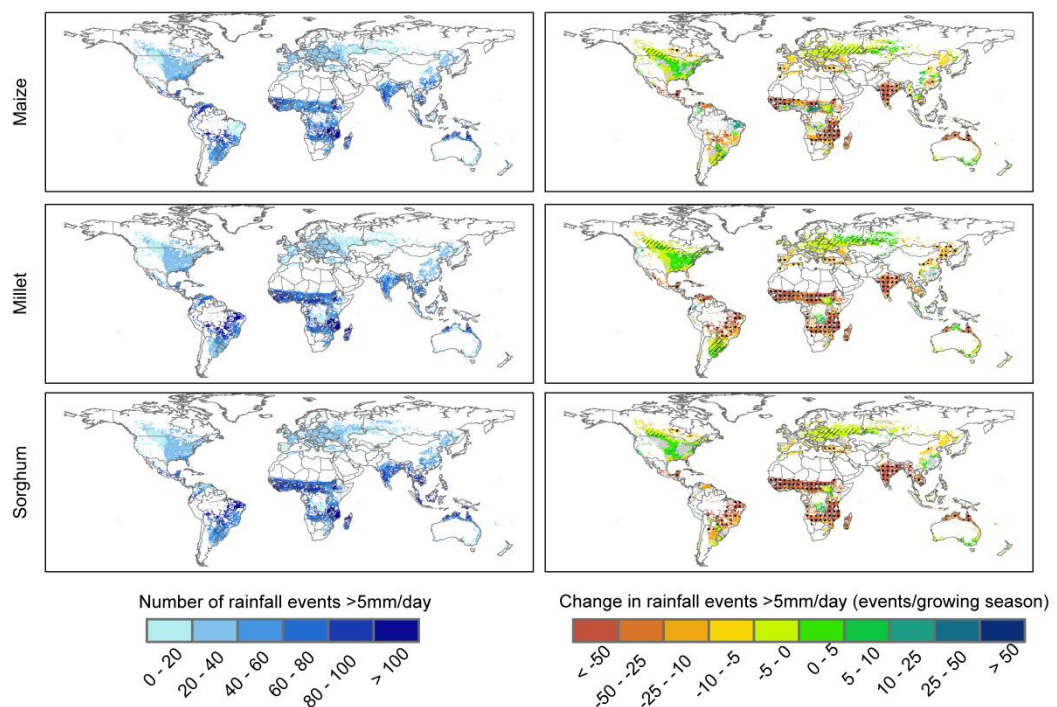 Maize
Millet
Sorghum
Number of rainfall events >5mm/day
0 - 20
20 - 40
40 - 60
60 - 80
80 - 100
> 100
Change in rainfall events >5mm/day (events/growing season)
< -50
-50 - -25
-25 - -10
-10 - -5
-5 - 0
0 - 5
5 - 10
10 - 25
25 - 50
> 50